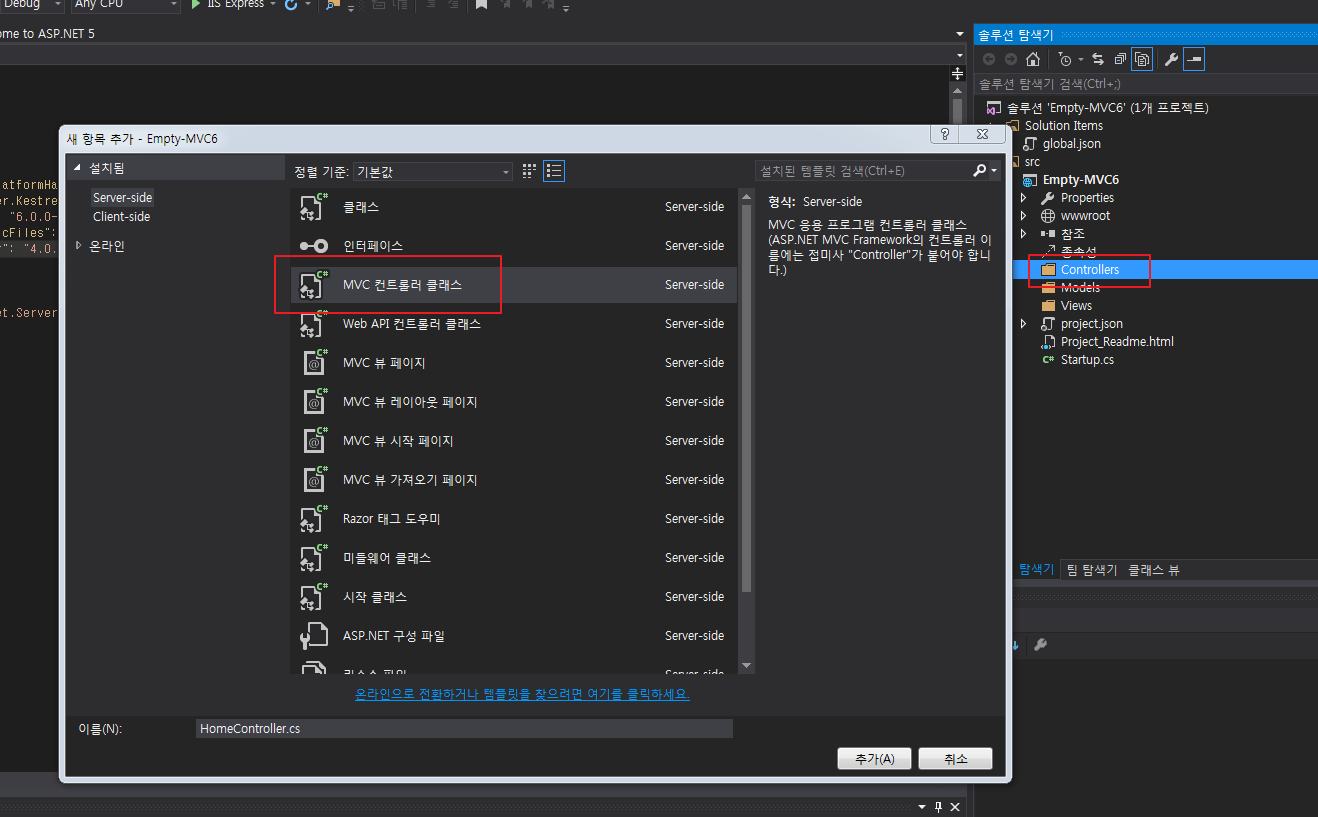 Debug
Any CPU
IIS Express
ome to ASP.NET 5
atformHa
er.Kestre
"6.0.0-
cFiles":
": "4.0.
et.Server
새 항목 추가 - Empty-MVC6
설치됨
Server-side
Client-side
온라인
정렬 기준: 기본값
설치된 템플릿 검색(Ctrl+E)
클래스 Server-side
인터페이스 Server-side
MVC 컨트롤러 클래스 Server-side
Web API 컨트롤러 클래스 Server-side
MVC 뷰 페이지 Server-side
MVC 뷰 레이아웃 페이지 Server-side
MVC 뷰 시작 페이지 Server-side
MVC 뷰 가져오기 페이지 Server-side
Razor 태그 도우미 Server-side
미들웨어 클래스 Server-side
시작 클래스 Server-side
ASP.NET 구성 파일 Server-side
리소스 파일 Server-side
형식: Server-side
MVC 응용 프로그램 컨트롤러 클래스
(ASP.NET MVC Framework의 컨트롤러 이
름에는 접미사 "Controller"가 붙어야 합니
다.)
온라인으로 전환하거나 템플릿을 찾으려면 여기를 클릭하세요.
이름(N): HomeController.cs
추가(A)
취소
솔루션 탐색기
솔루션 탐색기 검색(Ctrl+;)
솔루션 'Empty-MVC6' (1개 프로젝트)
Solution Items
global.json
src
Empty-MVC6
Properties
wwwroot
참조
종속성
Controllers
Models
Views
project.json
Project_Readme.html
Startup.cs
탐색기
팀 탐색기
클래스 뷰